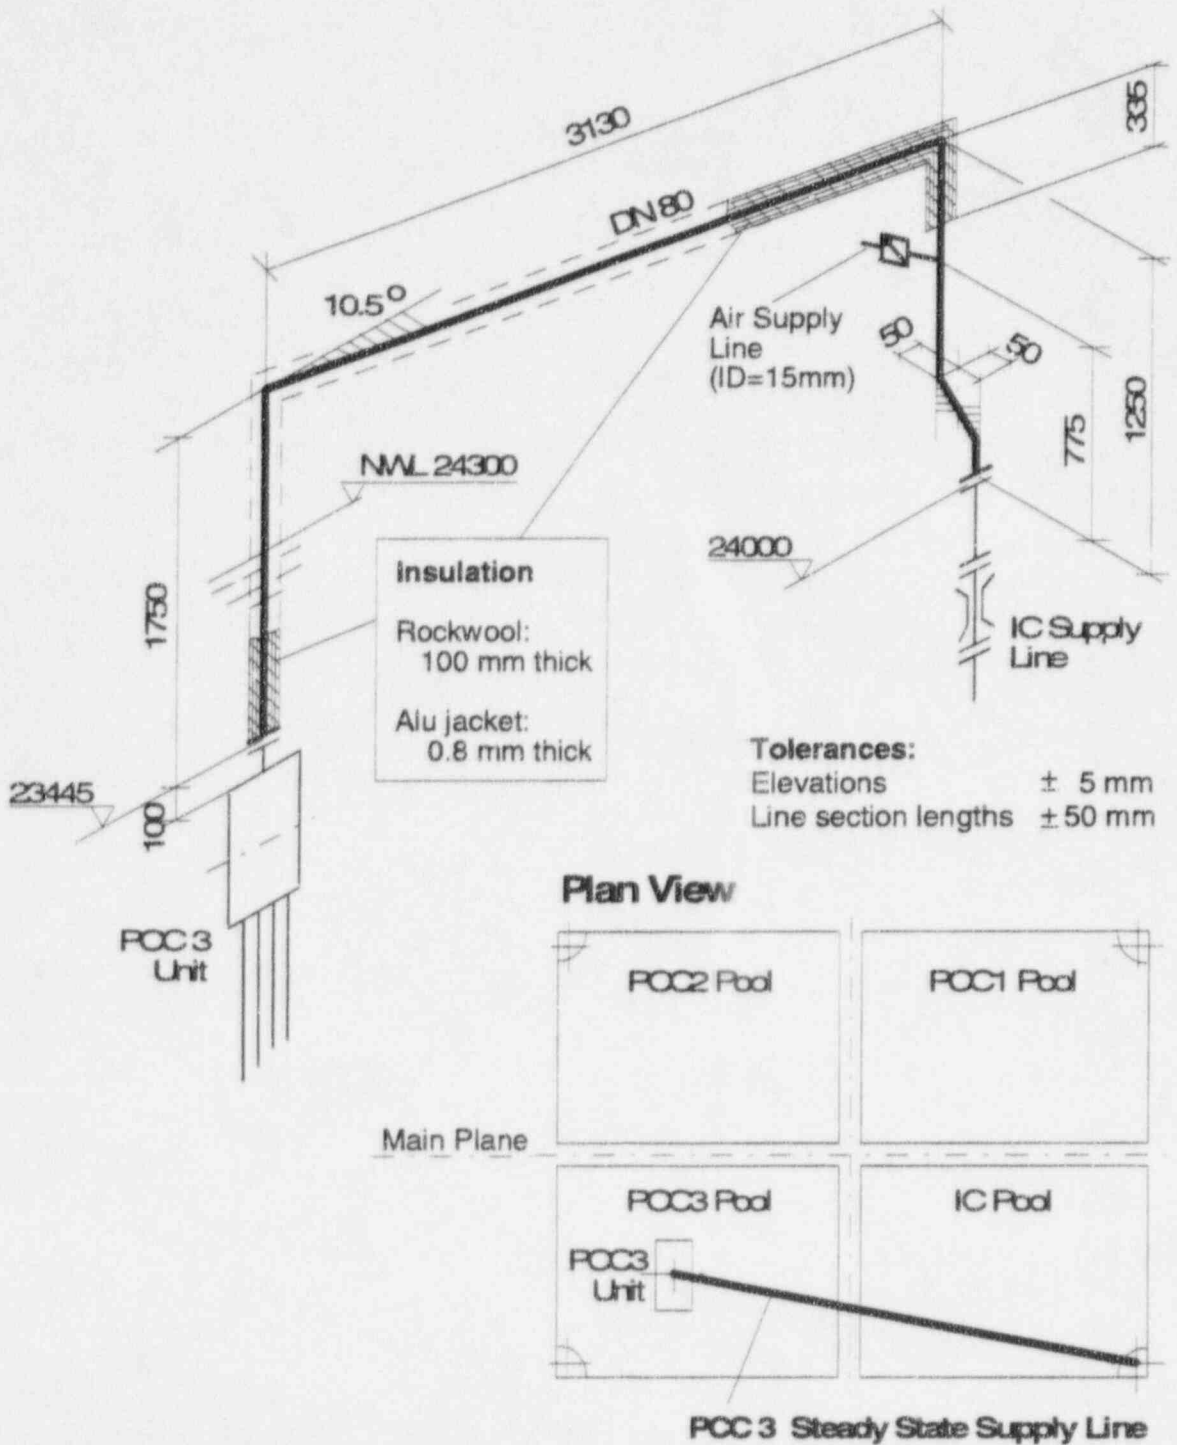 3130
335
DN 80
10.5°
Air Supply
Line
(ID=15mm)
50
50
1250
775
NWL 24300
24000
1750
Insulation
Rockwool:
100 mm thick
Alu jacket:
0.8 mm thick
IC Supply
Line
23445
100
Tolerances:
Elevations ± 5 mm
Line section lengths ± 50 mm
PCC 3
Unit
Plan View
PCC2 Pool
PCC1 Pool
Main Plane
PCC3 Pool
IC Pool
PCC3
Unit
PCC 3 Steady State Supply Line